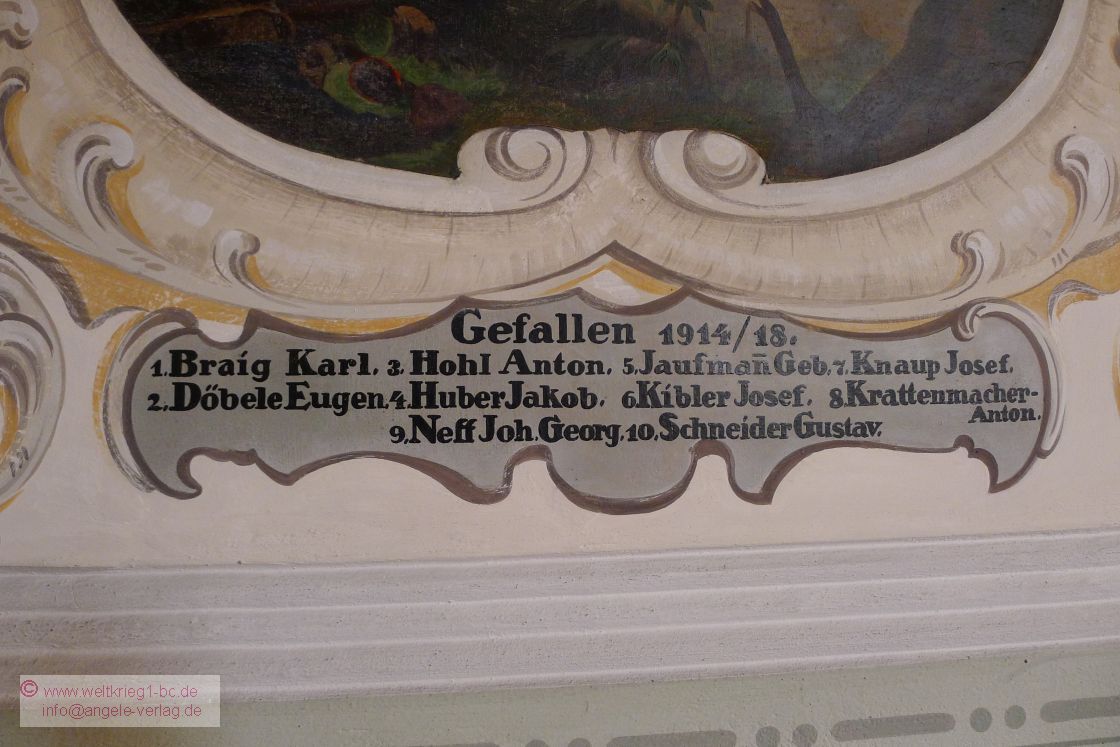 Gefallen 1914/18.
1. Braig Karl. 3. Hohl Anton. 5. Jaufman̄ Geb. 7. Knaup Josef.
2. Döbele Eugen. 4. Huber Jakob. 6. Kibler Josef. 8. Krattenmacher-
Anton.
9. Neff Joh. Georg. 10. Schneider Gustav.
© www.weltkrieg1-bc.de
info@angele-verlag.de